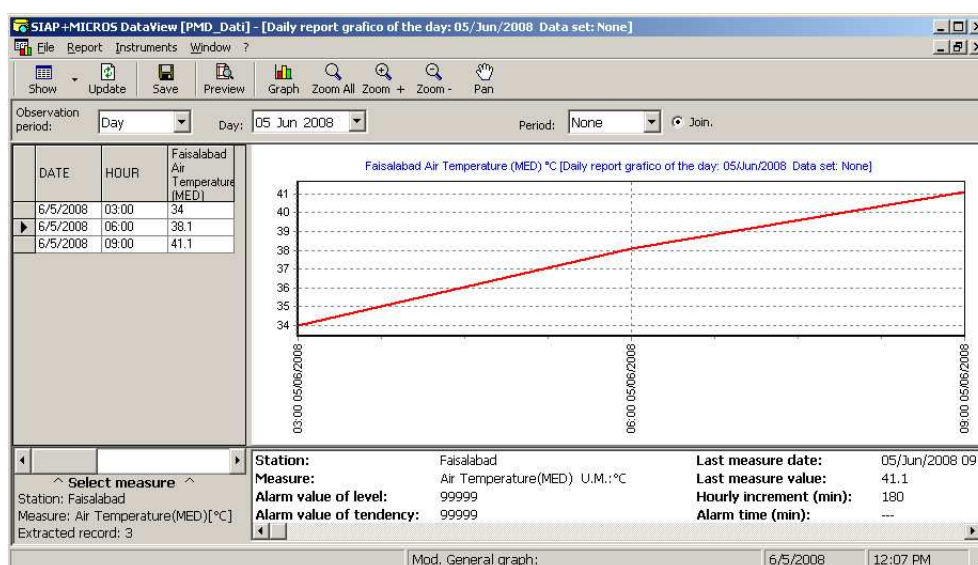 SIAP+MICROS DataView [PMD_Dati] - [Daily report grafico of the day: 05/Jun/2008 Data set: None]
File Report Instruments Window ?
Show Update Save Preview Graph Zoom All Zoom + Zoom - Pan
Observation period: Day Day: 05 Jun 2008 Period: None Join.
DATE HOUR Faisalabad Air Temperature (MED)
6/5/2008 03:00 34
6/5/2008 06:00 38.1
6/5/2008 09:00 41.1
Faisalabad Air Temperature (MED) °C [Daily report grafico of the day: 05/Jun/2008 Data set: None]
41
40
39
38
37
36
35
34
03:00 05/06/2008
06:00 05/06/2008
09:00 05/06/2008
^ Select measure ^
Station: Faisalabad
Measure: Air Temperature(MED)[°C]
Extracted record: 3
Station: Faisalabad Last measure date: 05/Jun/2008 09
Measure: Air Temperature(MED) U.M.:°C Last measure value: 41.1
Alarm value of level: 99999 Hourly increment (min): 180
Alarm value of tendency: 99999 Alarm time (min): ---
Mod. General graph: 6/5/2008 12:07 PM